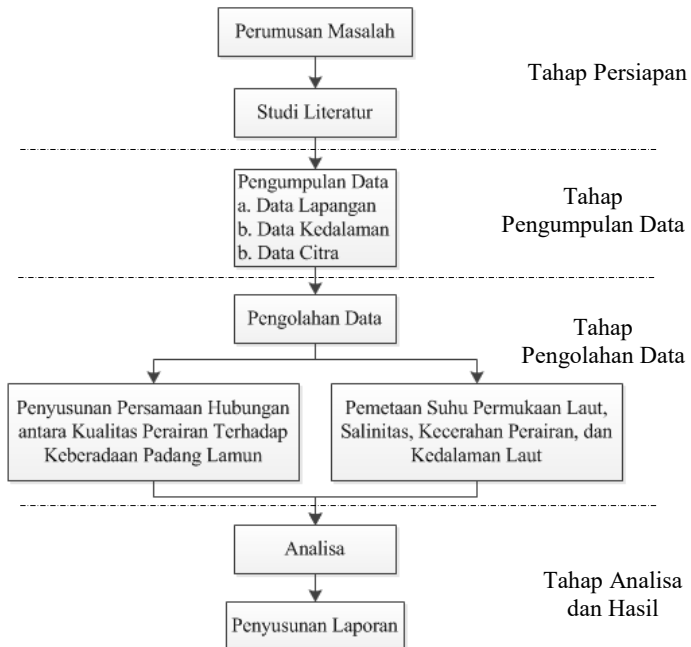 Perumusan Masalah
Tahap Persiapan
Studi Literatur
Pengumpulan Data
a. Data Lapangan
b. Data Kedalaman
b. Data Citra
Tahap
Pengumpulan Data
Pengolahan Data
Tahap
Pengolahan Data
Penyusunan Persamaan Hubungan
antara Kualitas Perairan Terhadap
Keberadaan Padang Lamun
Pemetaan Suhu Permukaan Laut,
Salinitas, Kecerahan Perairan, dan
Kedalaman Laut
Analisa
Tahap Analisa
dan Hasil
Penyusunan Laporan